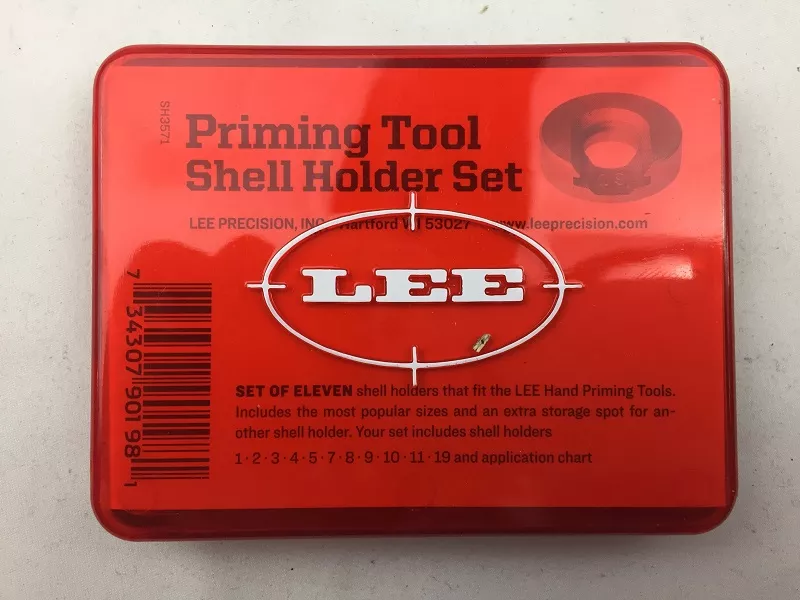 SH3571
Priming Tool
Shell Holder Set
LEE PRECISION, INC. Hartford WI 53027 www.leeprecision.com
LEE
SET OF ELEVEN shell holders that fit the LEE Hand Priming Tools.
Includes the most popular sizes and an extra storage spot for an-
other shell holder. Your set includes shell holders
1·2·3·4·5·7·8·9·10·11·19 and application chart
7 34307 90198 1